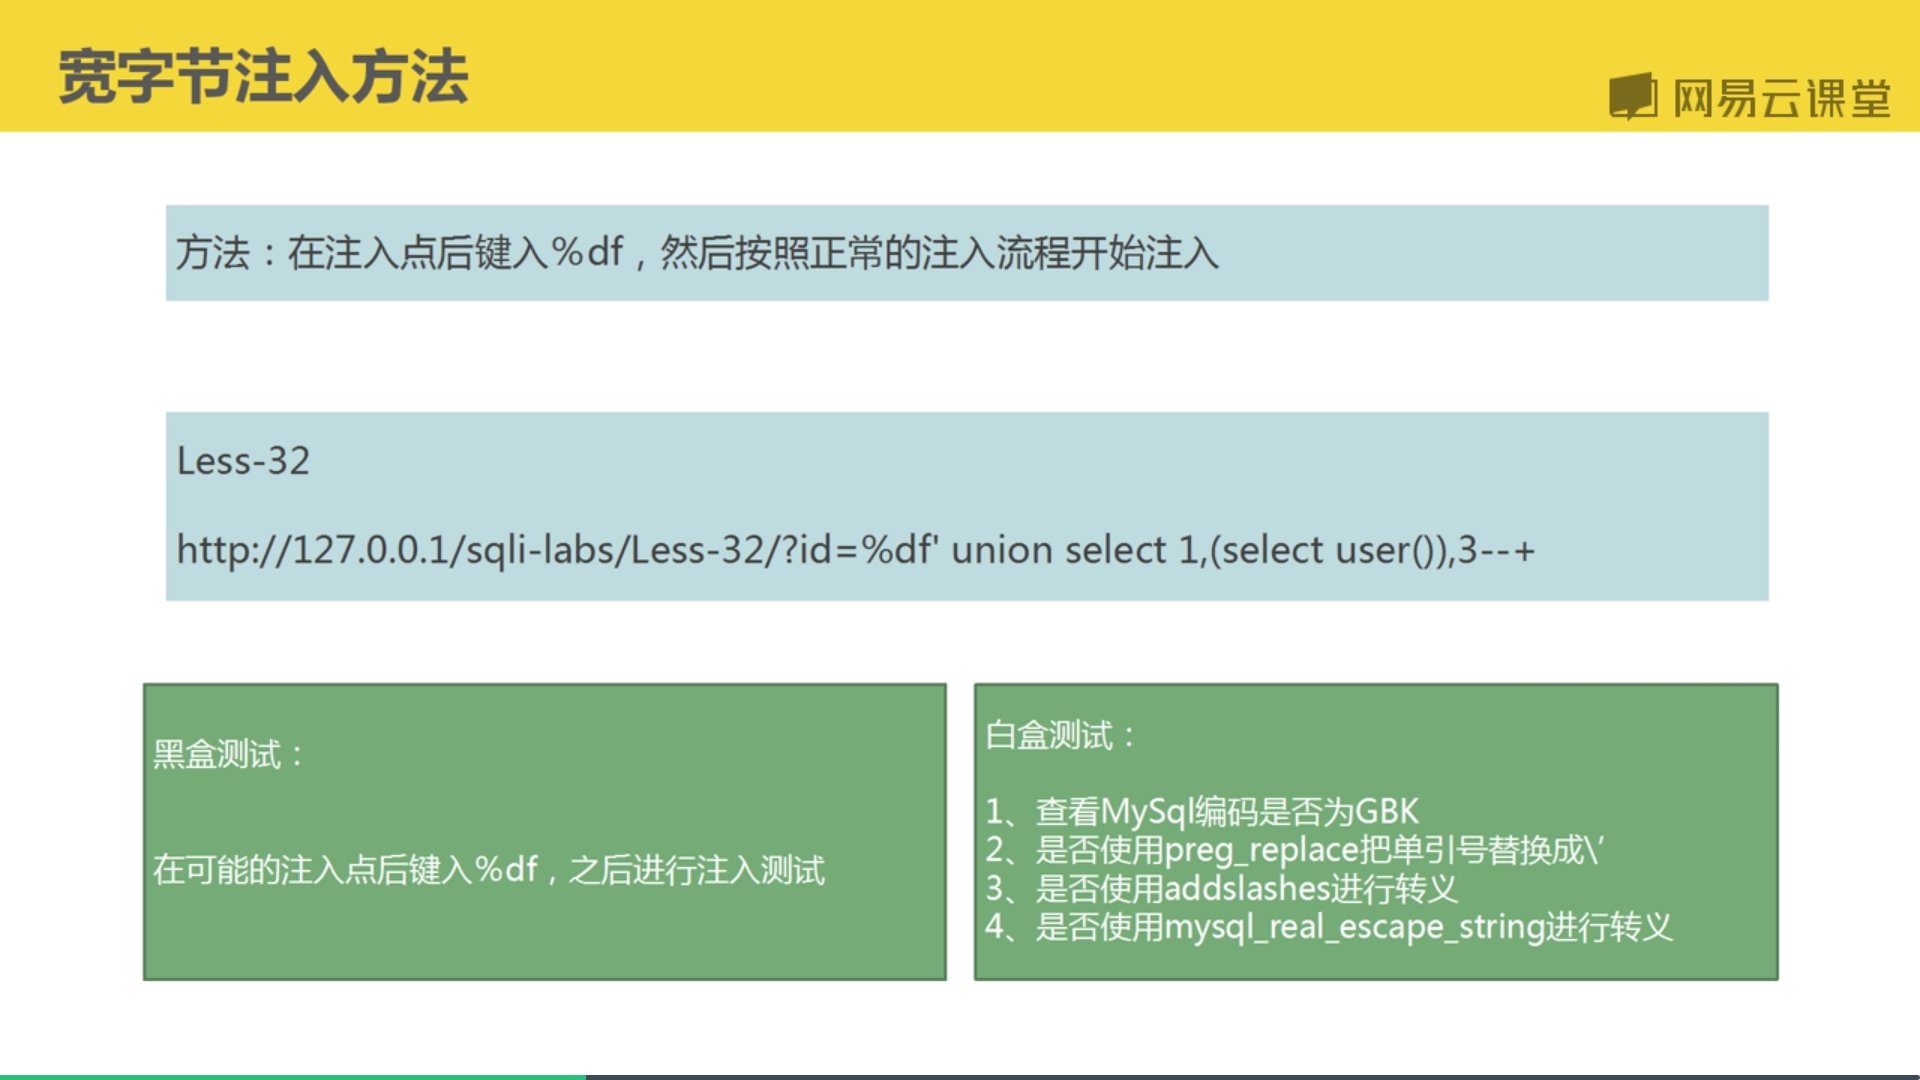 宽字节注入方法
网易云课堂
方法：在注入点后键入%df，然后按照正常的注入流程开始注入
Less-32
http://127.0.0.1/sqli-labs/Less-32/?id=%df' union select 1,(select user()),3--+
黑盒测试：
在可能的注入点后键入%df，之后进行注入测试
白盒测试：
1、查看MySql编码是否为GBK
2、是否使用preg_replace把单引号替换成\’
3、是否使用addslashes进行转义
4、是否使用mysql_real_escape_string进行转义